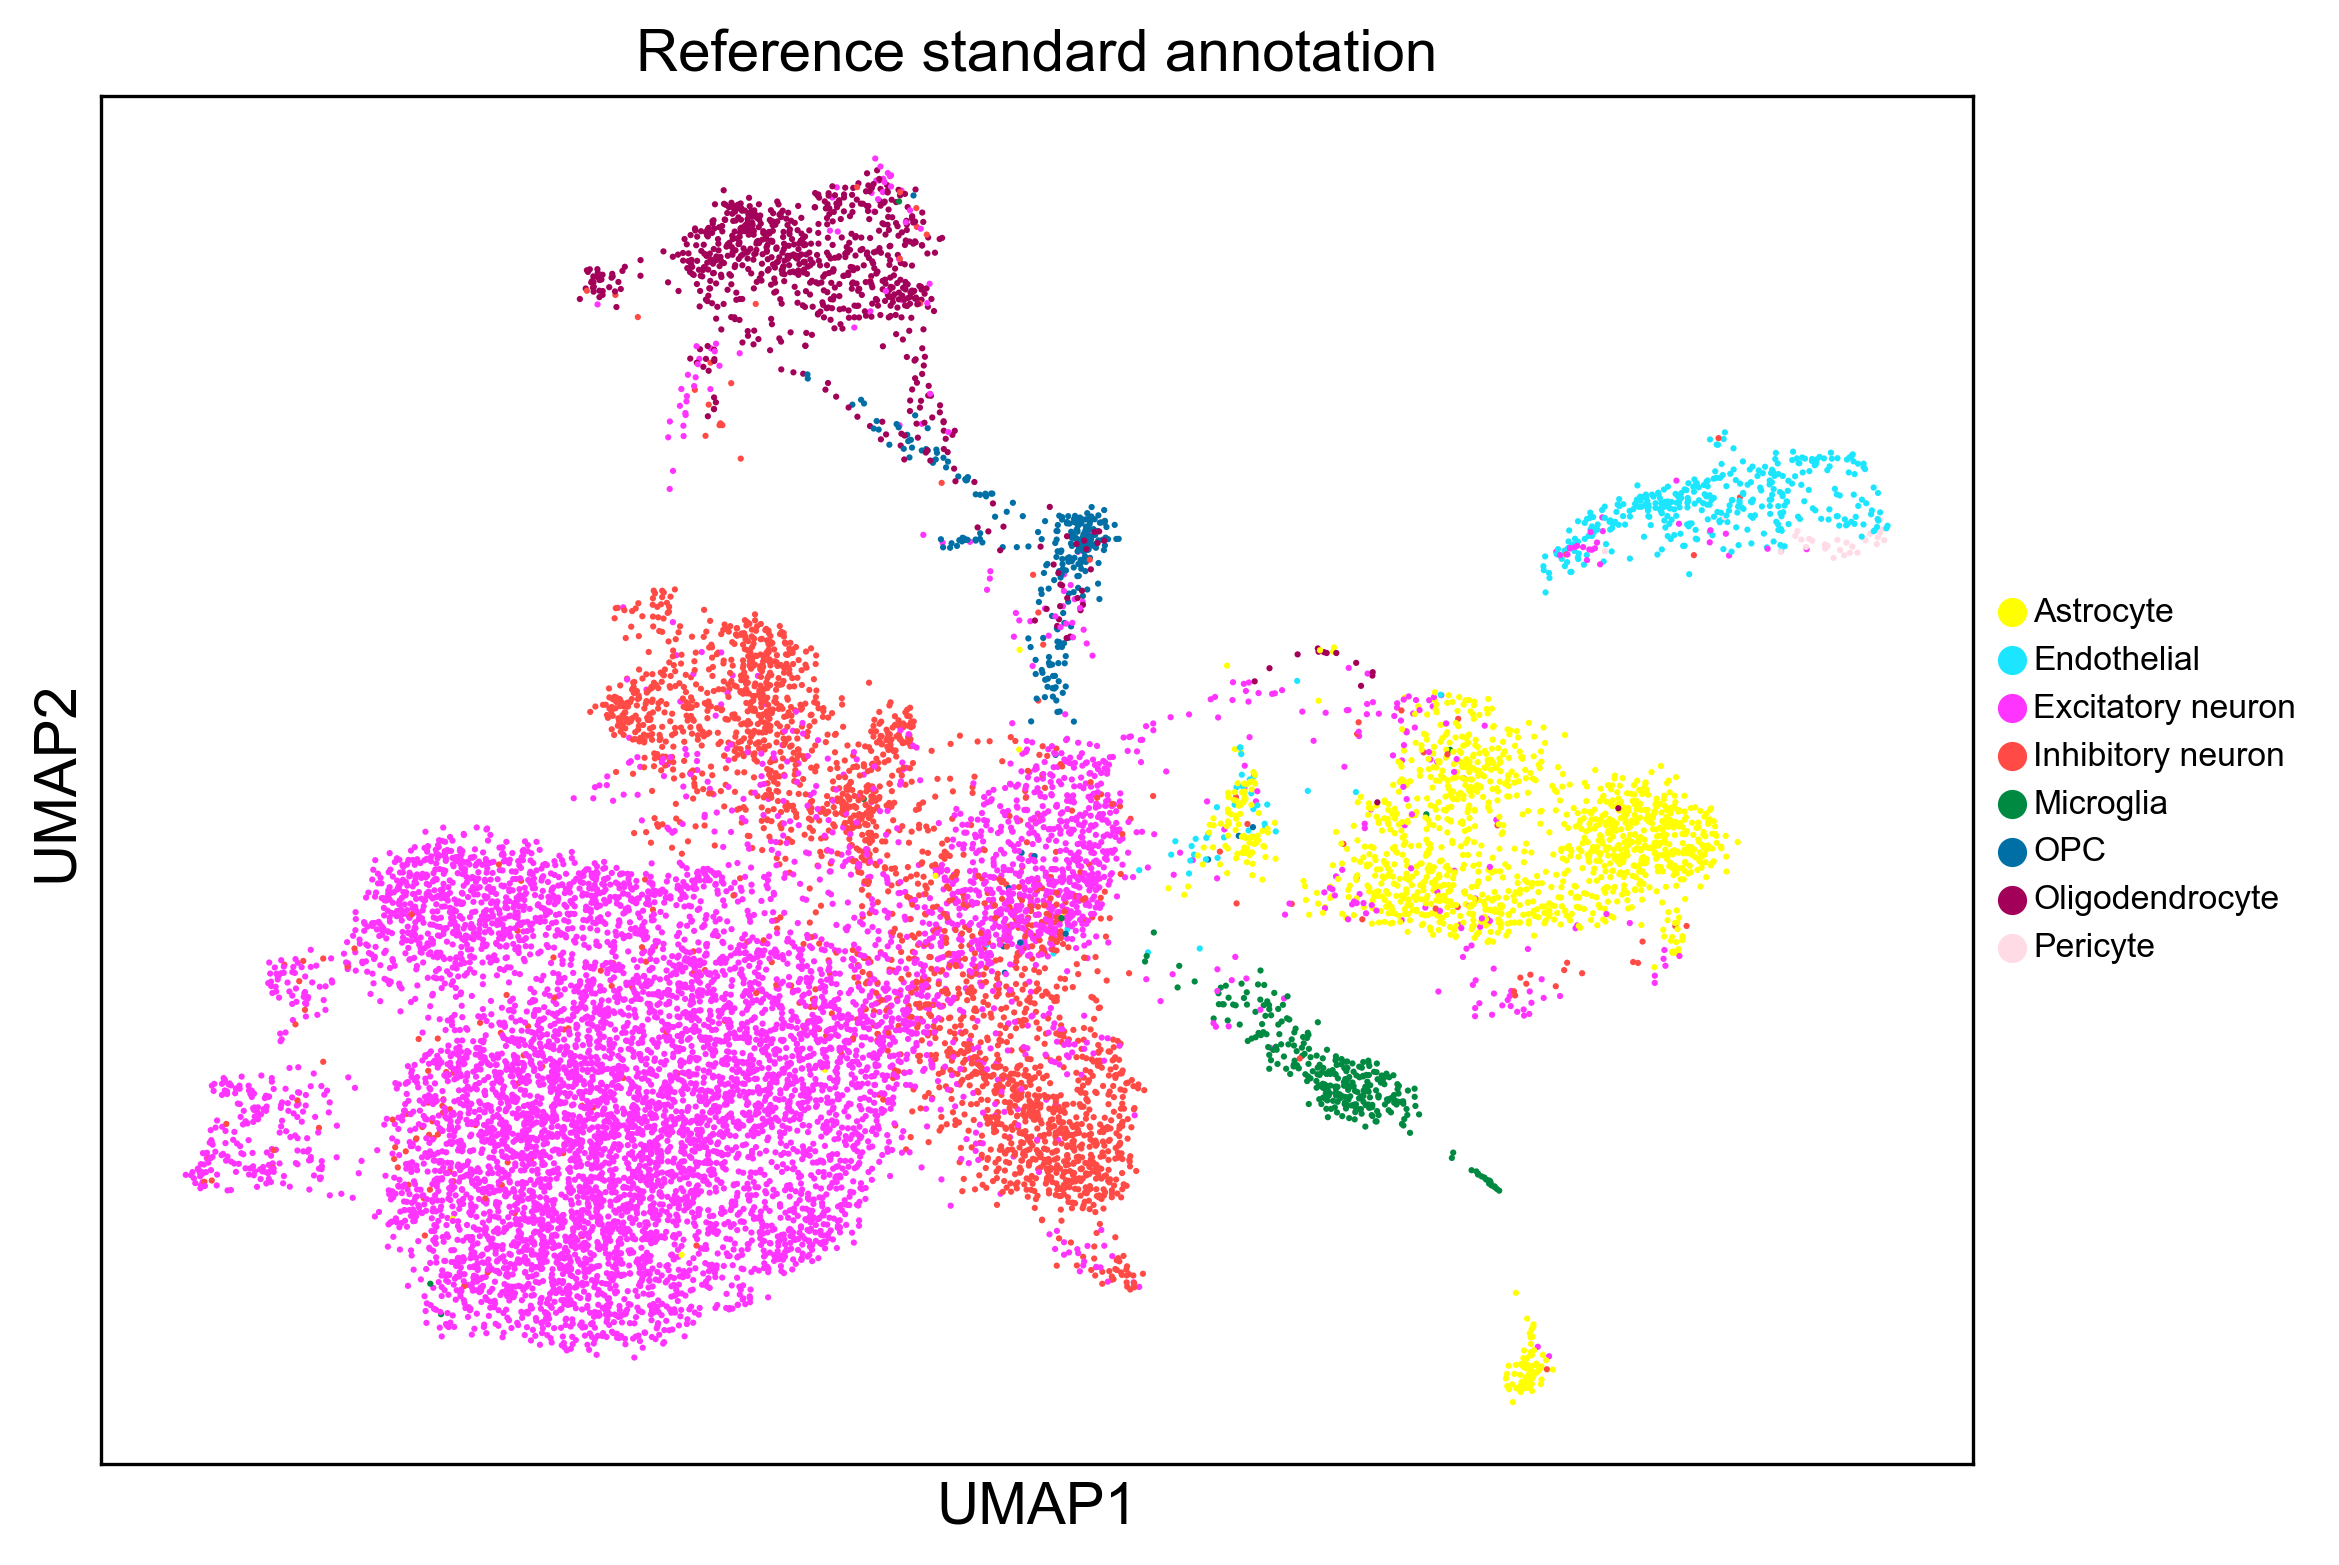 Reference standard annotation
UMAP2
Astrocyte
Endothelial
Excitatory neuron
Inhibitory neuron
Microglia
OPC
Oligodendrocyte
Pericyte
UMAP1